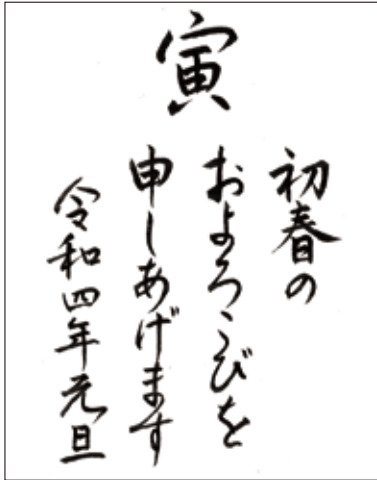 寅
初春の
およろこびを
申しあげます
令和四年元旦